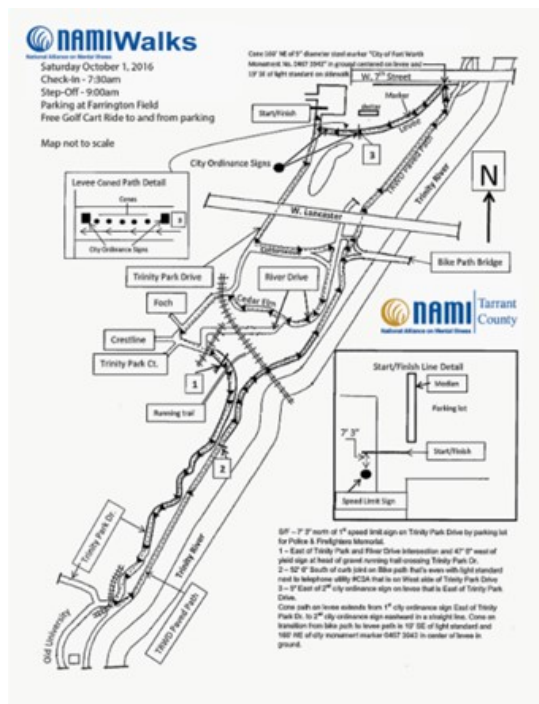 NAMIWalks
National Alliance on Mental Illness
Saturday October 1, 2016
Check-In - 7:30am
Step-Off - 9:00am
Parking at Farrington Field
Free Golf Cart Ride to and from parking
Map not to scale
Cone 160' NE of 5" diameter steel marker "City of Fort Worth
Monument No. 0407 3043" in ground centered on levee and
10' SE of light standard on sidewalk
W. 7th Street
Marker
Start/Finish
Levee
3
City Ordinance Signs
TRWD Paved Path
Trinity River
N
Levee Coned Path Detail
Cones
3
City Ordinance Signs
W. Lancaster
Bike Path Bridge
Trinity Park Drive
River Drive
Foch
Cedar Elm
NAMI
Tarrant
County
National Alliance on Mental Illness
Crestline
Trinity Park Ct.
1
Running trail
2
Start/Finish Line Detail
Median
Parking lot
7' 3"
Start/Finish
Speed Limit Sign
Trinity Park Dr.
Trinity River
Old University
TRWD Paved Path
S/F – 7' 3" north of 1st speed limit sign on Trinity Drive by parking lot
for Police & Firefighters Memorial.
1 – East of Trinity Park and River Drive intersection and 47' 0" west of
yield sign at head of gravel running trail crossing Trinity Park Dr.
2 – 52' 6" South of curb joint on Bike path that's even with light standard
next to telephone utility #CSA that is on West side of Trinity Park Drive
3 – 5' East of 2nd city ordinance sign on levee that is East of Trinity Park
Drive.
Cone path on levee extends from 1st city ordinance sign East of Trinity
Park Dr. to 2nd city ordinance sign eastward in a straight line. Cone on
transition from bike path to levee path is 10' SE of light standard and
160' NE of city monument marker 0407 3043 in center of levee in
ground.